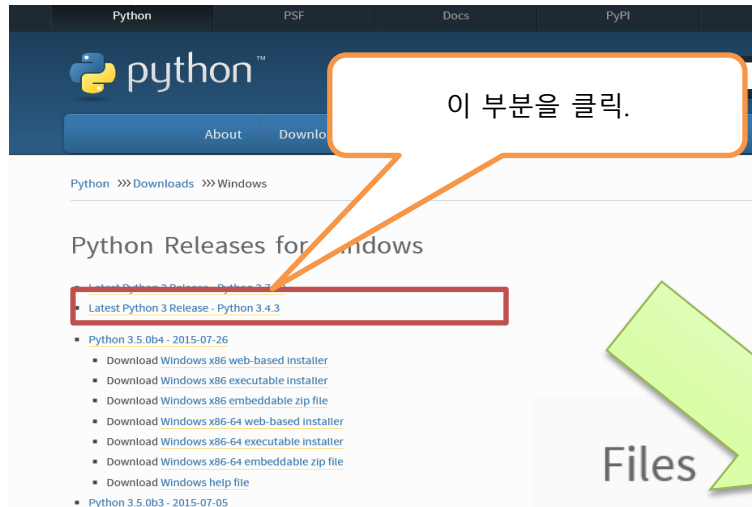 Python PSF Docs PyPI
python™
이 부분을 클릭.
About
Python >>> Downloads >>> Windows
Python Releases for Windows
Latest Python 3 Release - Python 3.4.3
Python 3.5.0b4 - 2015-07-26
Download Windows x86 web-based installer
Download Windows x86 executable installer
Download Windows x86 embeddable zip file
Download Windows x86-64 web-based installer
Download Windows x86-64 executable installer
Download Windows x86-64 embeddable zip file
Download Windows help file
Python 3.5.0b3 - 2015-07-05
Files